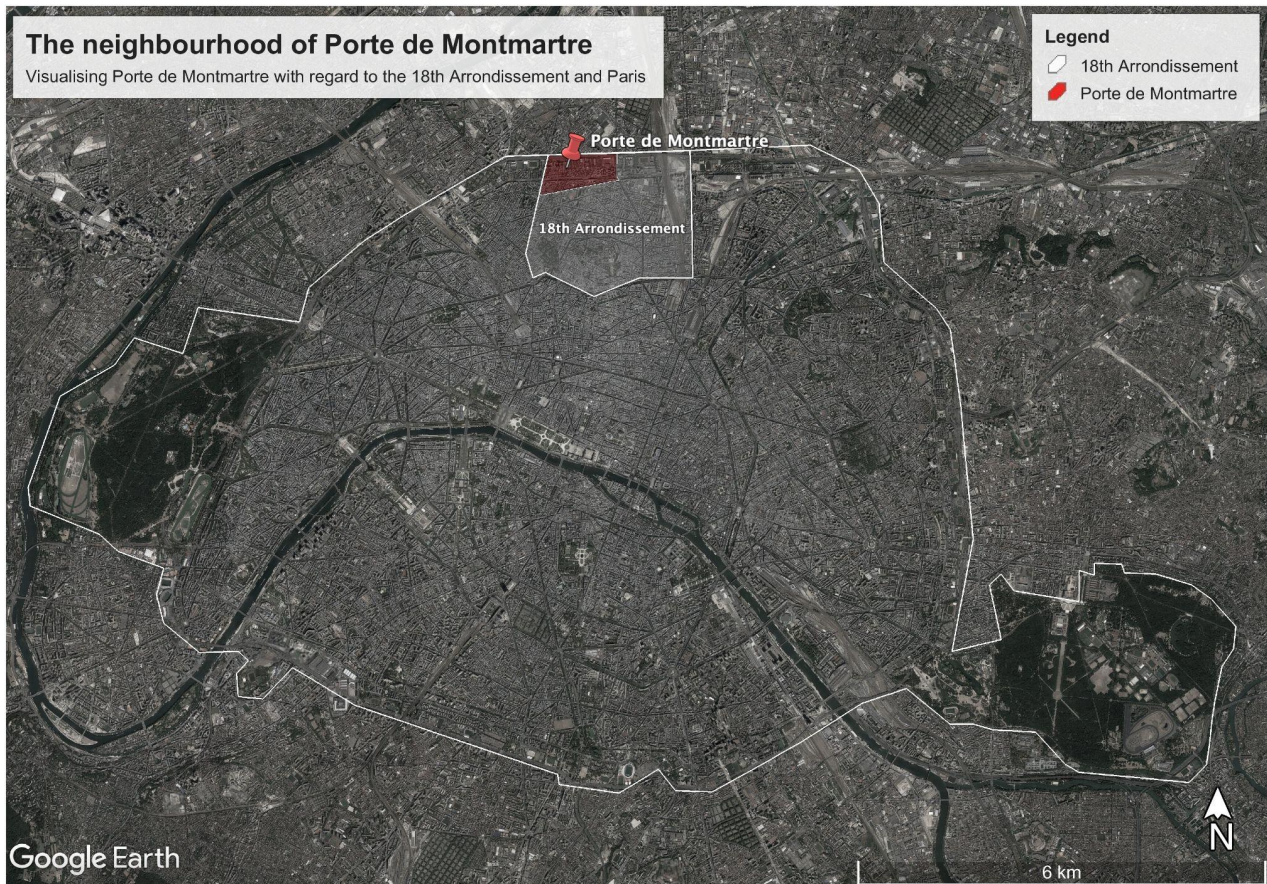 The neighbourhood of Porte de Montmartre
Visualising Porte de Montmartre with regard to the 18th Arrondissement and Paris
Legend
18th Arrondissement
Porte de Montmartre
Porte de Montmartre
18th Arrondissement
Google Earth
N
6 km